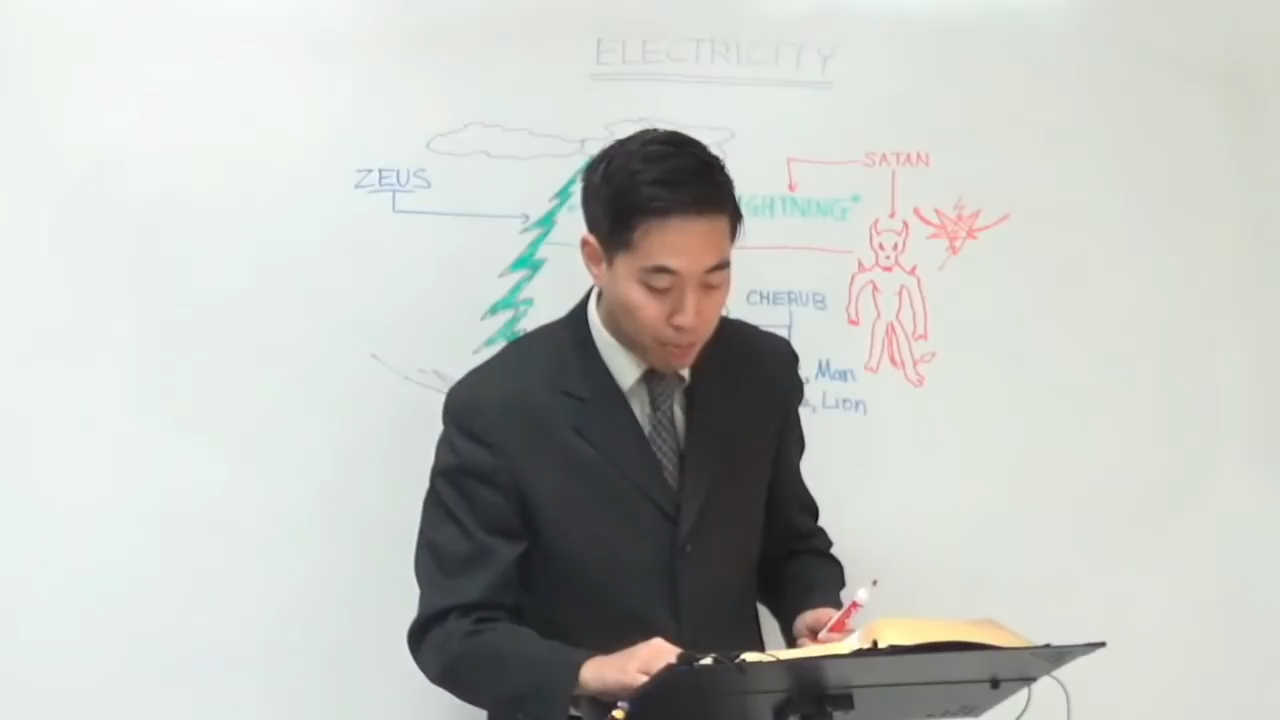 ELECTRICITY
SATAN
ZEUS
IGHTNING"
CHERUB
, Man
, Lion